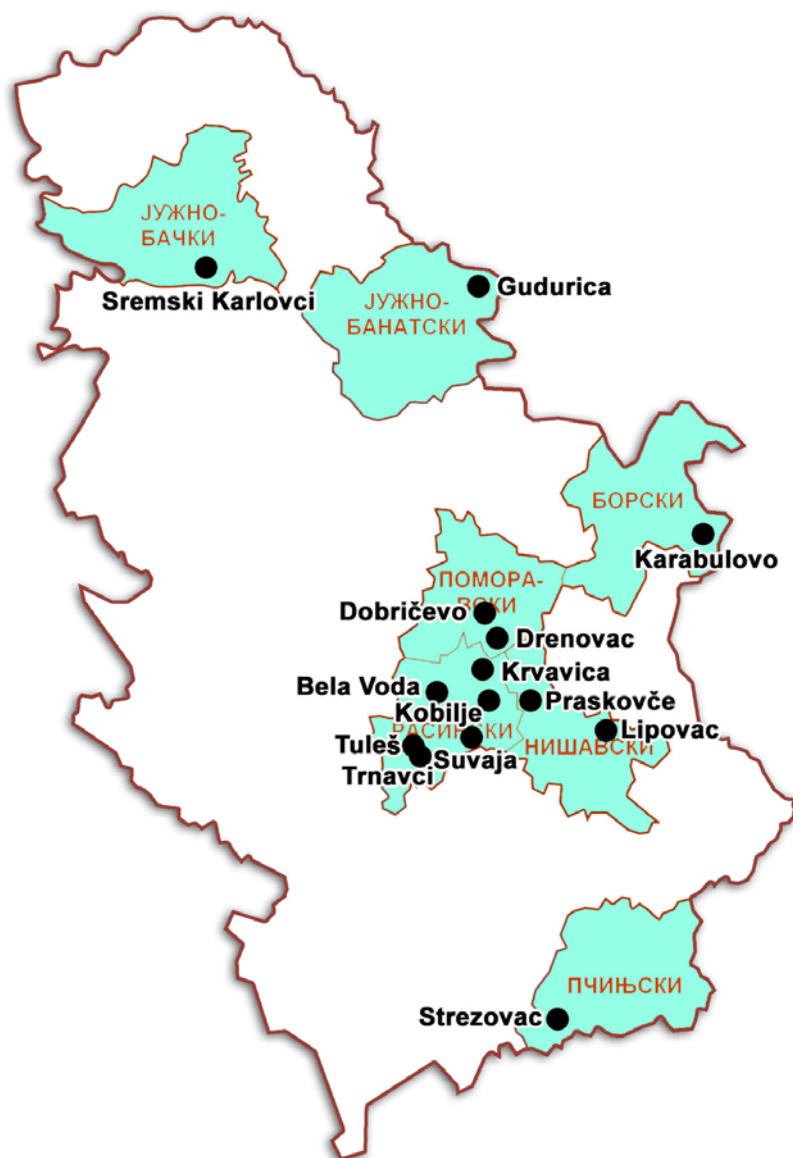 ЈУЖНО-
БАЧКИ
Sremski Karlovci
Gudurica
ЈУЖНО-
БАНАТСКИ
БОРСКИ
Karabulovo
ПОМОРА-
ВСКИ
Dobričevo
Drenovac
Krvavica
Bela Voda
Kobilje
Praskovče
РАСИНСКИ
Lipovac
НИШАВСКИ
Tuleš
Suvaja
Trnavci
ПЧИЊСКИ
Strezovac